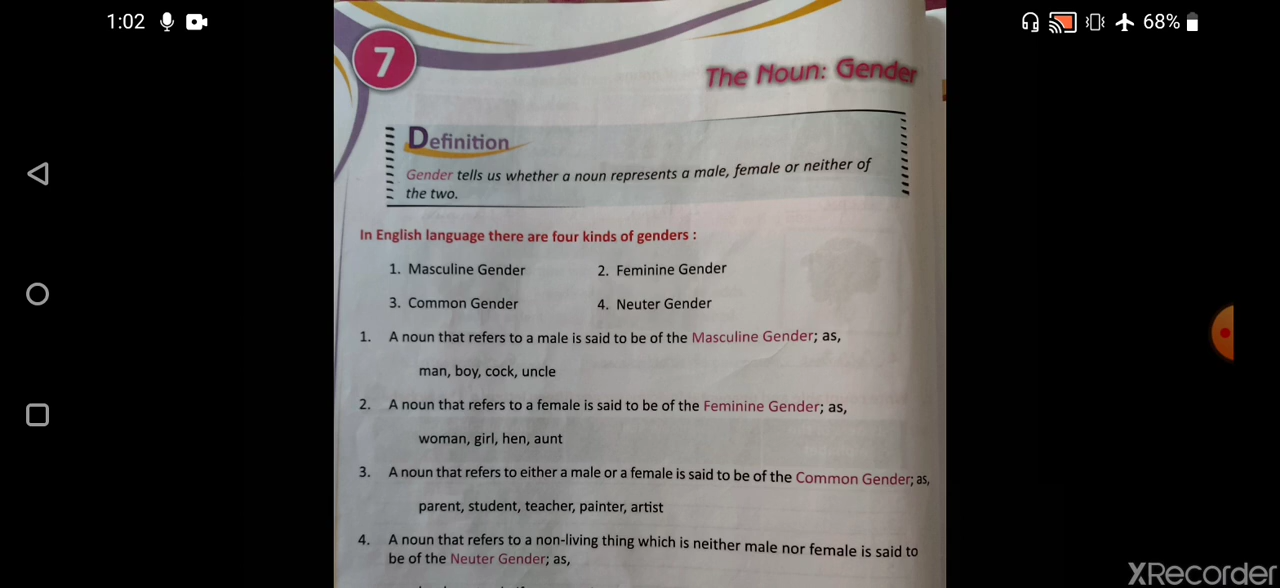 1:02
68%
7
The Noun: Gender
Definition
Gender tells us whether a noun represents a male, female or neither of
the two.
In English language there are four kinds of genders :
1. Masculine Gender 2. Feminine Gender
3. Common Gender 4. Neuter Gender
1. A noun that refers to a male is said to be of the Masculine Gender; as,
man, boy, cock, uncle
2. A noun that refers to a female is said to be of the Feminine Gender; as,
woman, girl, hen, aunt
3. A noun that refers to either a male or a female is said to be of the Common Gender; as,
parent, student, teacher, painter, artist
4. A noun that refers to a non-living thing which is neither male nor female is said to
be of the Neuter Gender; as,
XRecorder